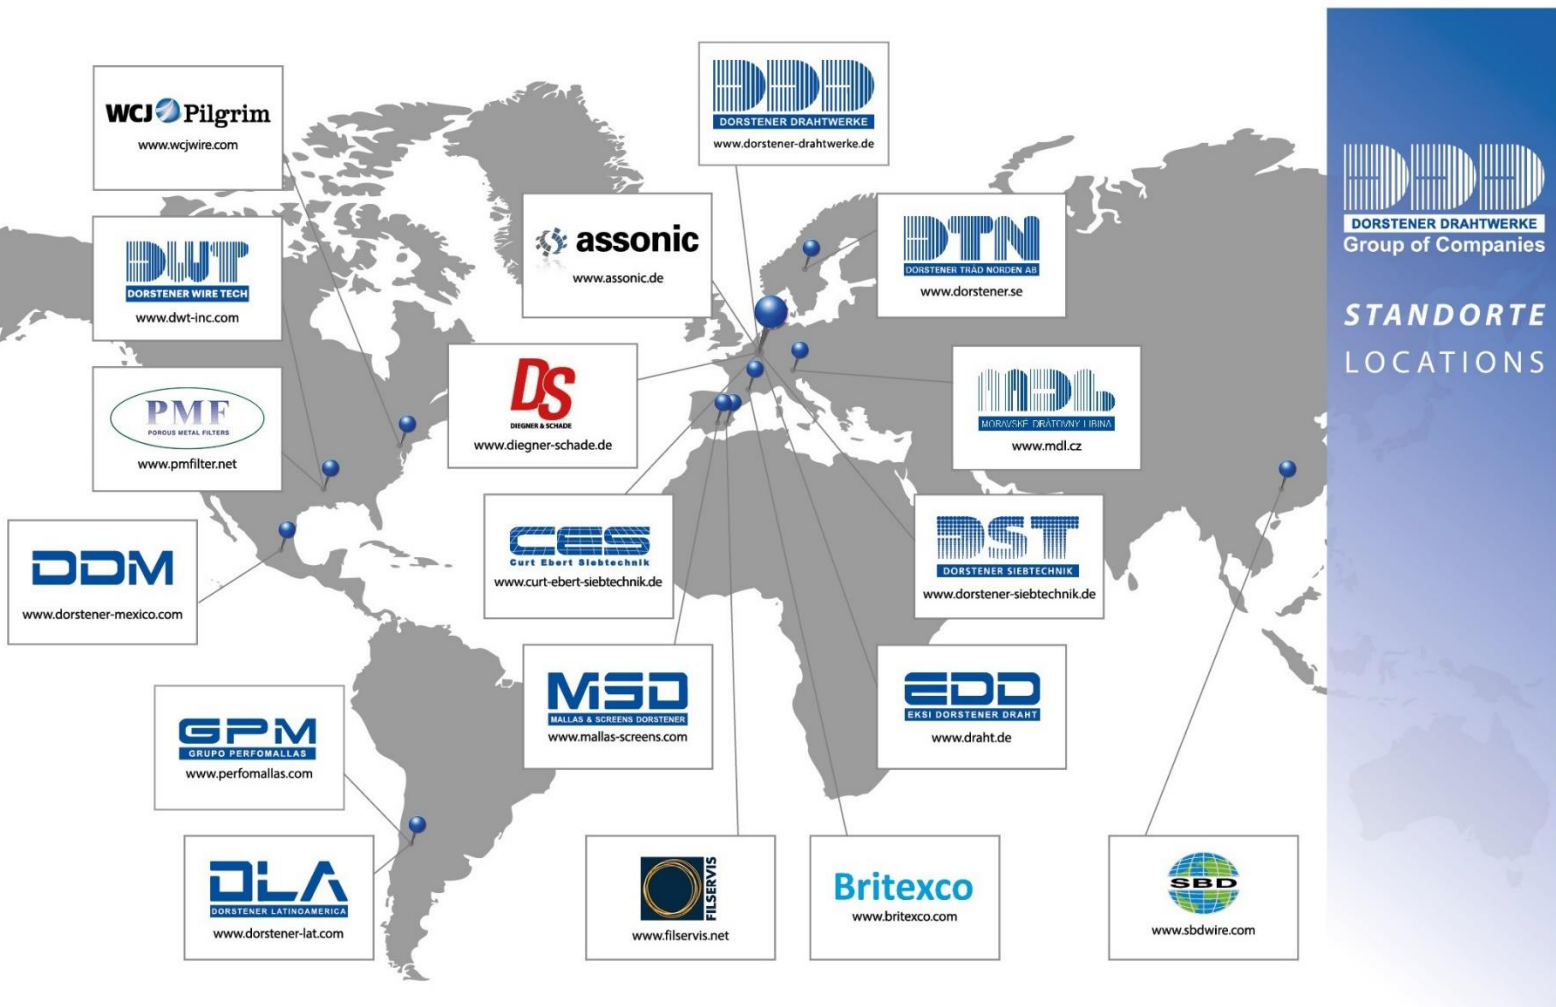 WCJ Pilgrim
www.wcjwire.com
DWT
DORSTENER WIRE TECH
www.dwt-inc.com
PMF
POROUS METAL FILTERS
www.pmfilter.net
DDM
www.dorstener-mexico.com
GPM
GRUPO PERFOMALLAS
www.perfomallas.com
DLA
DORSTENER LATINOAMERICA
www.dorstener-lat.com
DDD
DORSTENER DRAHTWERKE
www.dorstener-drahtwerke.de
assonic
www.assonic.de
DTN
DORSTENER TRÅD NORDEN AB
www.dorstener.se
DS
DIEGNER & SCHADE
www.diegner-schade.de
MDL
MORAVSKÉ DRÁTOVNY LIBINA
www.mdl.cz
CES
Curt Ebert Siebtechnik
www.curt-ebert-siebtechnik.de
DST
DORSTENER SIEBTECHNIK
www.dorstener-siebtechnik.de
MSD
MALLAS & SCREENS DORSTENER
www.mallas-screens.com
EDD
EKSI DORSTENER DRAHT
www.draht.de
FILSERVIS
www.filservis.net
Britexco
www.britexco.com
SBD
www.sbdwire.com
DDD
DORSTENER DRAHTWERKE
Group of Companies
STANDORTE
LOCATIONS